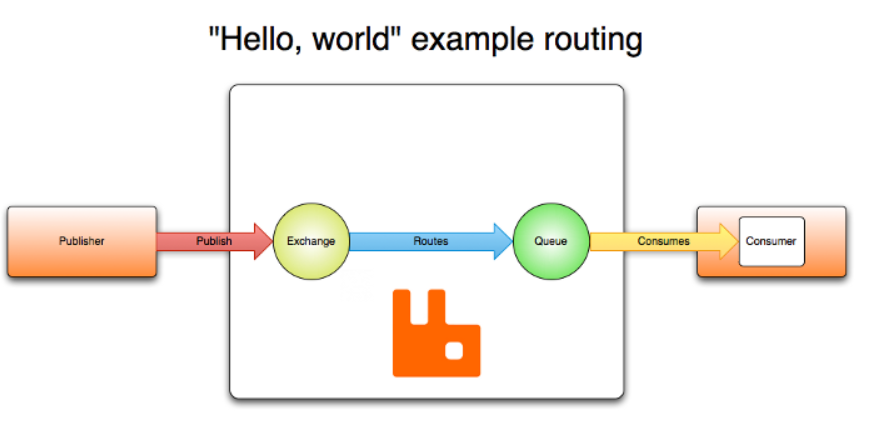 "Hello, world" example routing
Publisher
Publish
Exchange
Routes
Queue
Consumes
Consumer